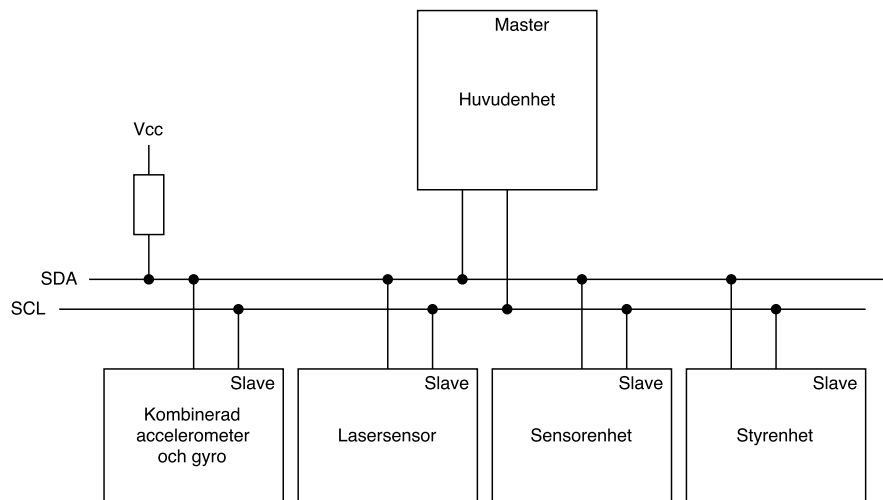 Master
Huvudenhet
Vcc
SDA
SCL
Slave
Kombinerad
accelerometer
och gyro
Slave
Lasersensor
Slave
Sensorenhet
Slave
Styrenhet